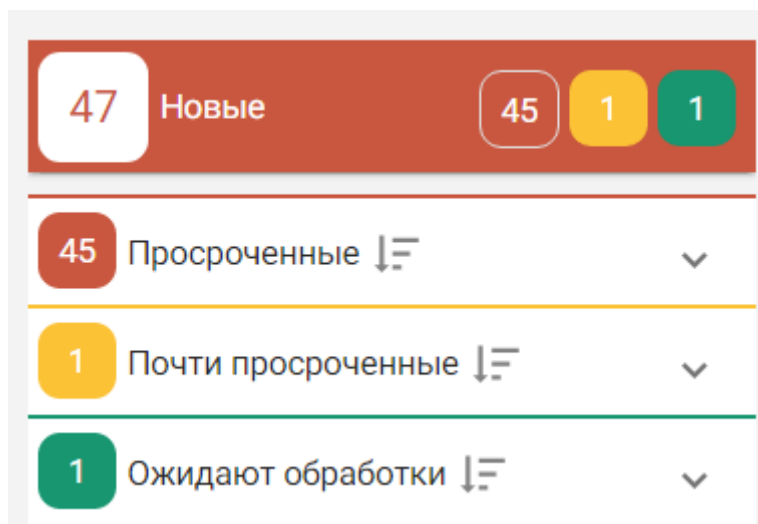 47 Новые 45 1 1
45 Просроченные
1 Почти просроченные
1 Ожидают обработки